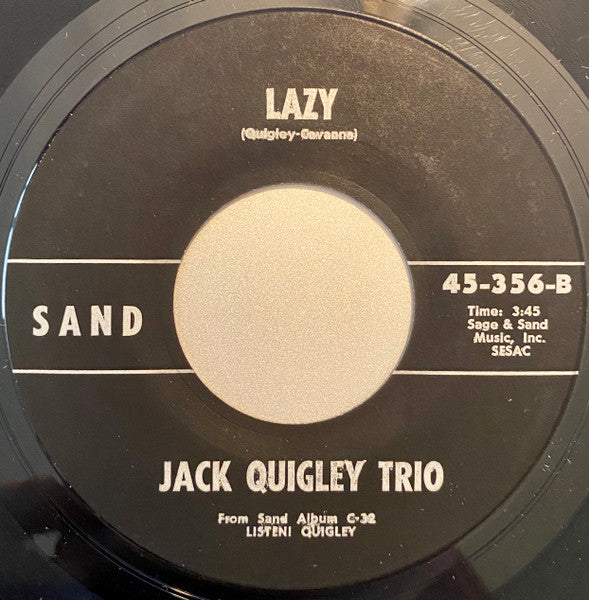 LAZY
(Quigley-Cavanna)
SAND
45-356-B
Time: 3:45
Sage & Sand
Music, Inc.
SESAC
JACK QUIGLEY TRIO
From Sand Album C-32
LISTEN! QUIGLEY